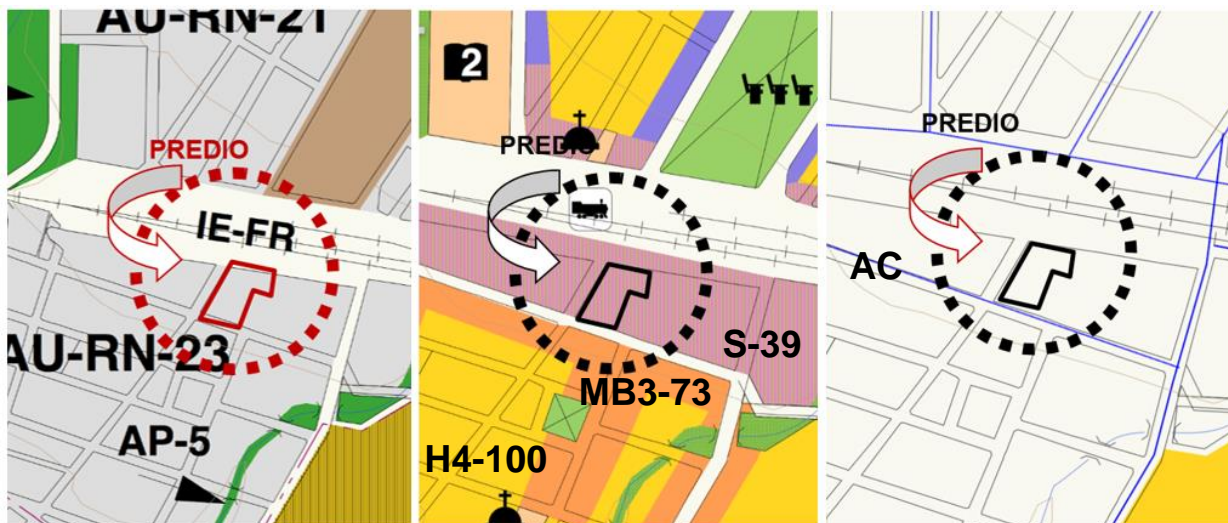 AU-RN-21
PREDIO
IE-FR
AU-RN-23
AP-5
2
PREDIO
S-39
MB3-73
H4-100
PREDIO
AC